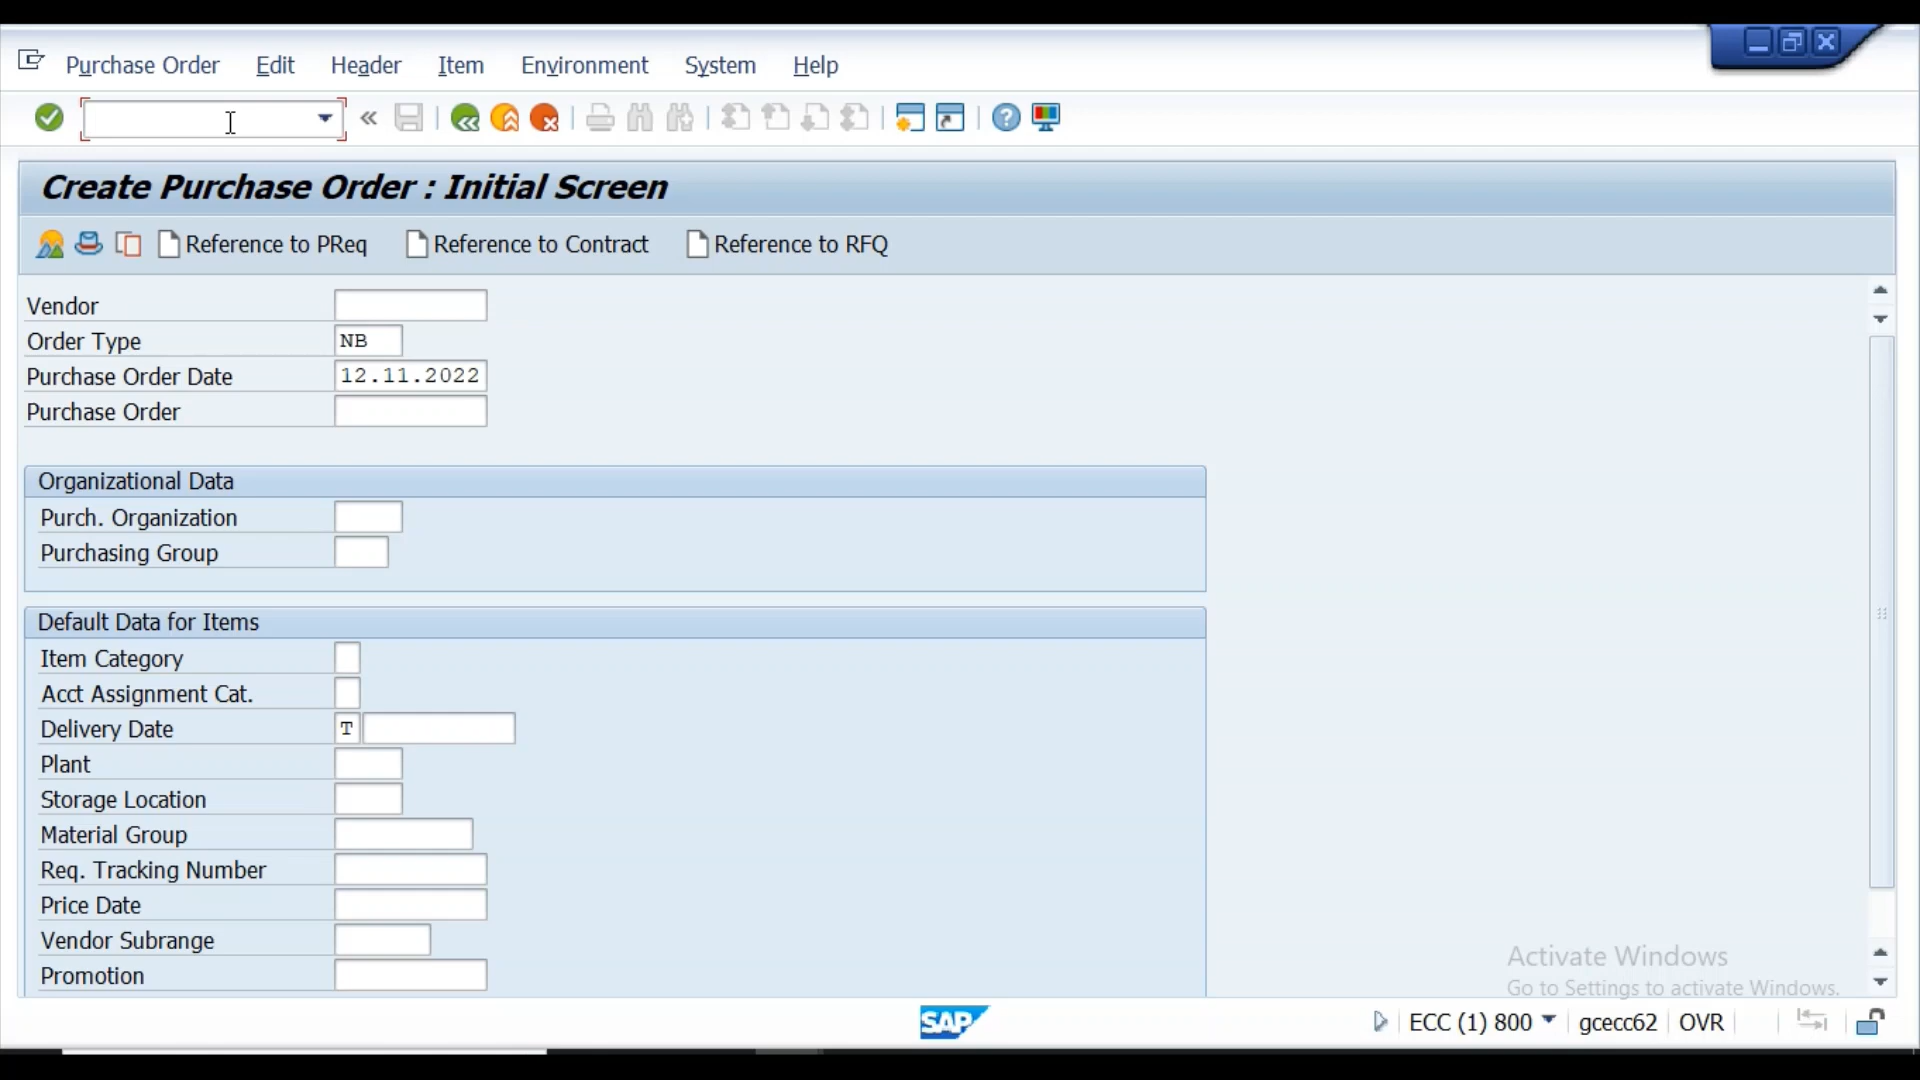 Purchase Order Edit Header Item Environment System Help
Create Purchase Order : Initial Screen
Reference to PReq Reference to Contract Reference to RFQ
Vendor
Order Type NB
Purchase Order Date 12.11.2022
Purchase Order
Organizational Data
Purch. Organization
Purchasing Group
Default Data for Items
Item Category
Acct Assignment Cat.
Delivery Date T
Plant
Storage Location
Material Group
Req. Tracking Number
Price Date
Vendor Subrange
Promotion
Activate Windows
Go to Settings to activate Windows.
SAP ECC (1) 800 gcecc62 OVR